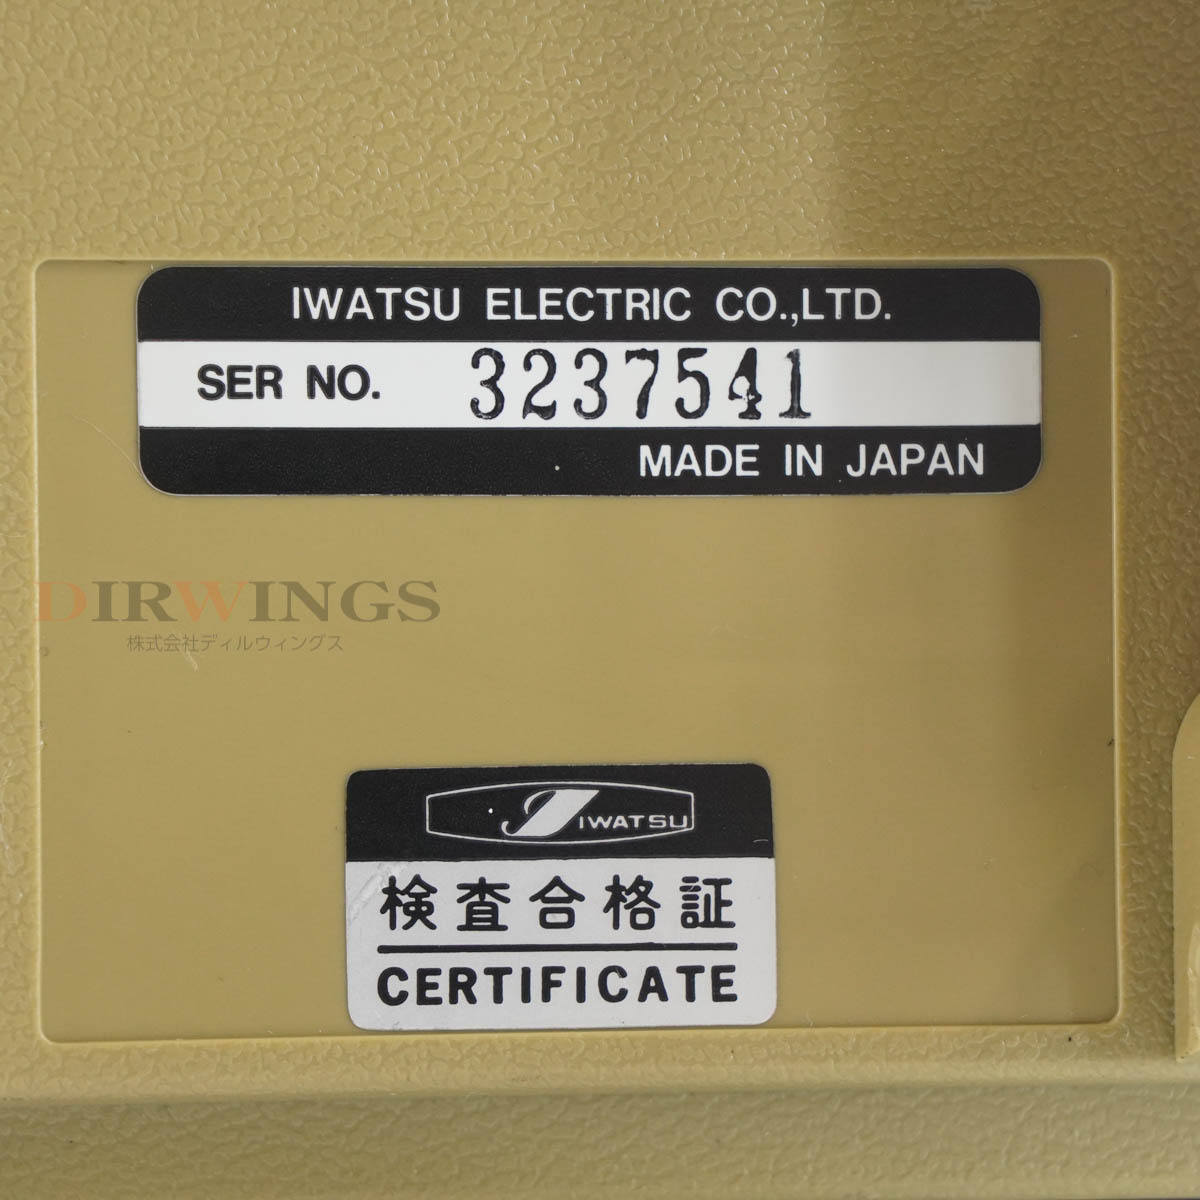 IWATSU ELECTRIC CO.,LTD.
SER NO. 3237541
MADE IN JAPAN
DIRWINGS
株式会社ディルウィングス
IWATSU
検査合格証
CERTIFICATE